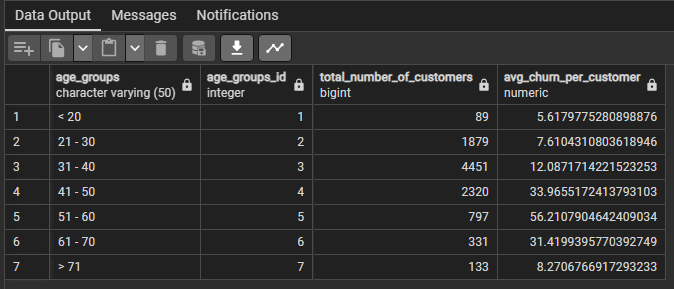 Data Output Messages Notifications
age_groups age_groups_id total_number_of_customers avg_churn_per_customer
character varying (50) integer bigint numeric
1 < 20 1 89 5.6179775280898876
2 21 - 30 2 1879 7.6104310803618946
3 31 - 40 3 4451 12.0871714221523253
4 41 - 50 4 2320 33.9655172413793103
5 51 - 60 5 797 56.2107904642409034
6 61 - 70 6 331 31.4199395770392749
7 > 71 7 133 8.2706766917293233